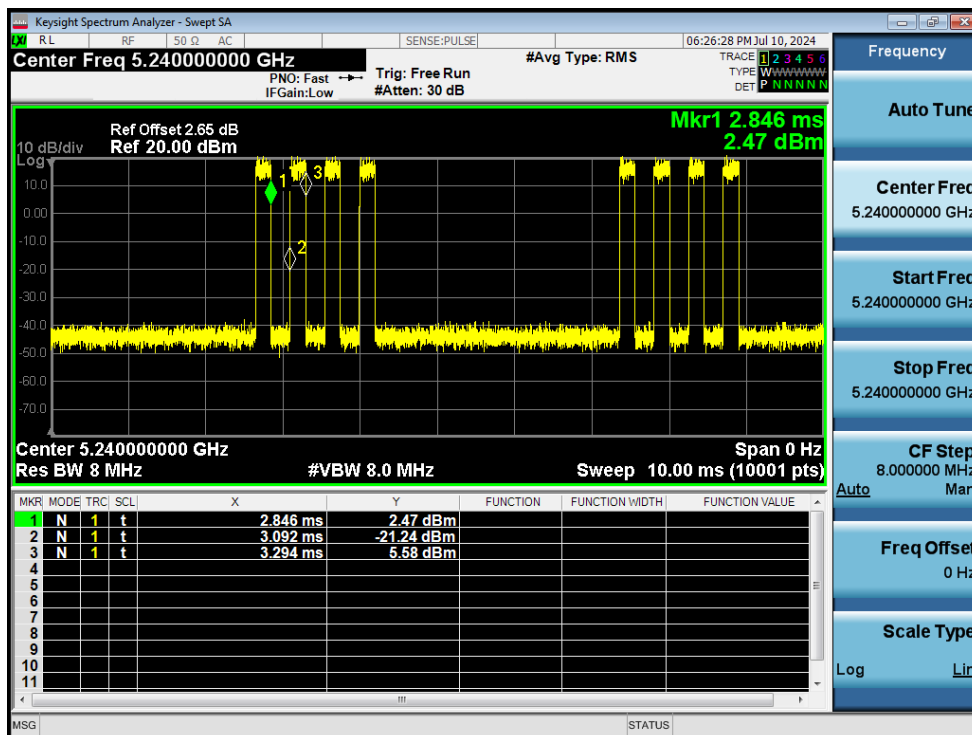 Keysight Spectrum Analyzer - Swept SA
LXI RL RF 50 Ω AC SENSE:PULSE 06:26:28 PM Jul 10, 2024
Center Freq 5.240000000 GHz
PNO: Fast
IFGain:Low
Trig: Free Run
#Atten: 30 dB
#Avg Type: RMS
TRACE 1 2 3 4 5 6
TYPE WWWWWW
DET P N N N N N
Ref Offset 2.65 dB
Ref 20.00 dBm
10 dB/div
Log
Mkr1 2.846 ms
2.47 dBm
10.0
0.00
-10.0
-20.0
-30.0
-40.0
-50.0
-60.0
-70.0
1
2
3
Center 5.240000000 GHz
Span 0 Hz
Res BW 8 MHz
#VBW 8.0 MHz
Sweep 10.00 ms (10001 pts)
MKR MODE TRC SCL X Y FUNCTION FUNCTION WIDTH FUNCTION VALUE
1 N 1 t 2.846 ms 2.47 dBm
2 N 1 t 3.092 ms -21.24 dBm
3 N 1 t 3.294 ms 5.58 dBm
4
5
6
7
8
9
10
11
MSG
STATUS
Frequency
Auto Tune
Center Freq
5.240000000 GHz
Start Freq
5.240000000 GHz
Stop Freq
5.240000000 GHz
CF Step
8.000000 MHz
Auto Man
Freq Offset
0 Hz
Scale Type
Log Lin